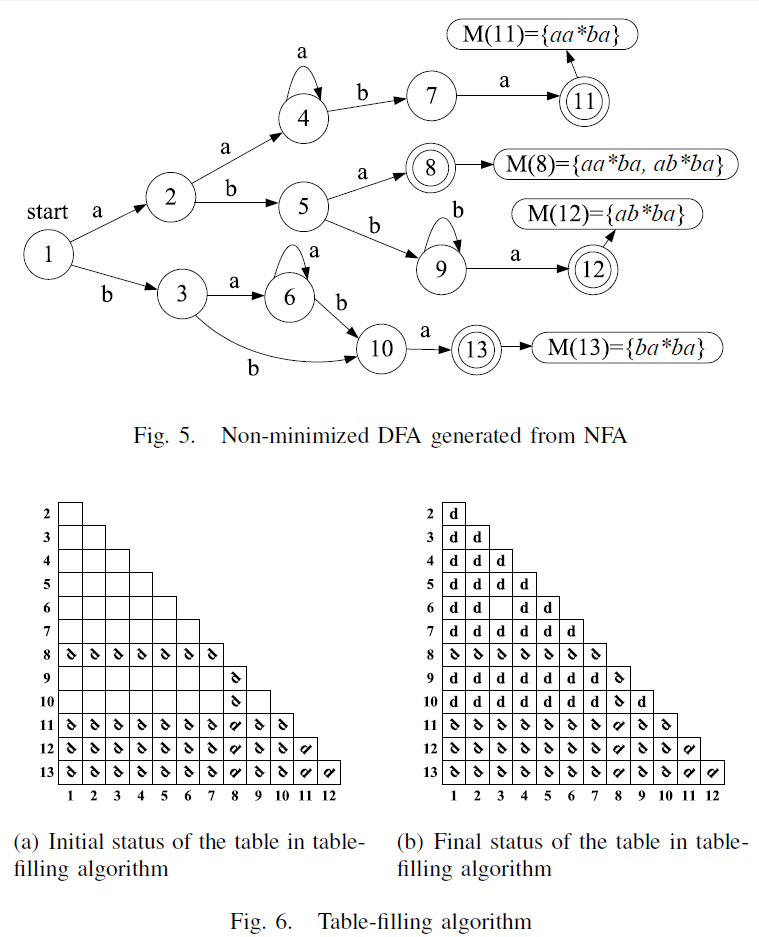 M(11)={aa*ba}
a
4
b
7
a
11
a
2
b
5
a
8
M(8)={aa*ba, ab*ba}
M(12)={ab*ba}
start
a
1
b
b
9
a
12
b
3
a
6
a
b
10
a
13
M(13)={ba*ba}
b
Fig. 5. Non-minimized DFA generated from NFA
2
3
4
5
6
7
8 d d d d d d d
9 d
10 d
11 d d d d d d d d d d
12 d d d d d d d d d d d
13 d d d d d d d d d d d d
1 2 3 4 5 6 7 8 9 10 11 12
(a) Initial status of the table in table-
filling algorithm
2 d
3 d d
4 d d d
5 d d d d
6 d d d d
7 d d d d d d
8 d d d d d d d
9 d d d d d d d d
10 d d d d d d d d d
11 d d d d d d d d d d
12 d d d d d d d d d d d
13 d d d d d d d d d d d d
1 2 3 4 5 6 7 8 9 10 11 12
(b) Final status of the table in table-
filling algorithm
Fig. 6. Table-filling algorithm